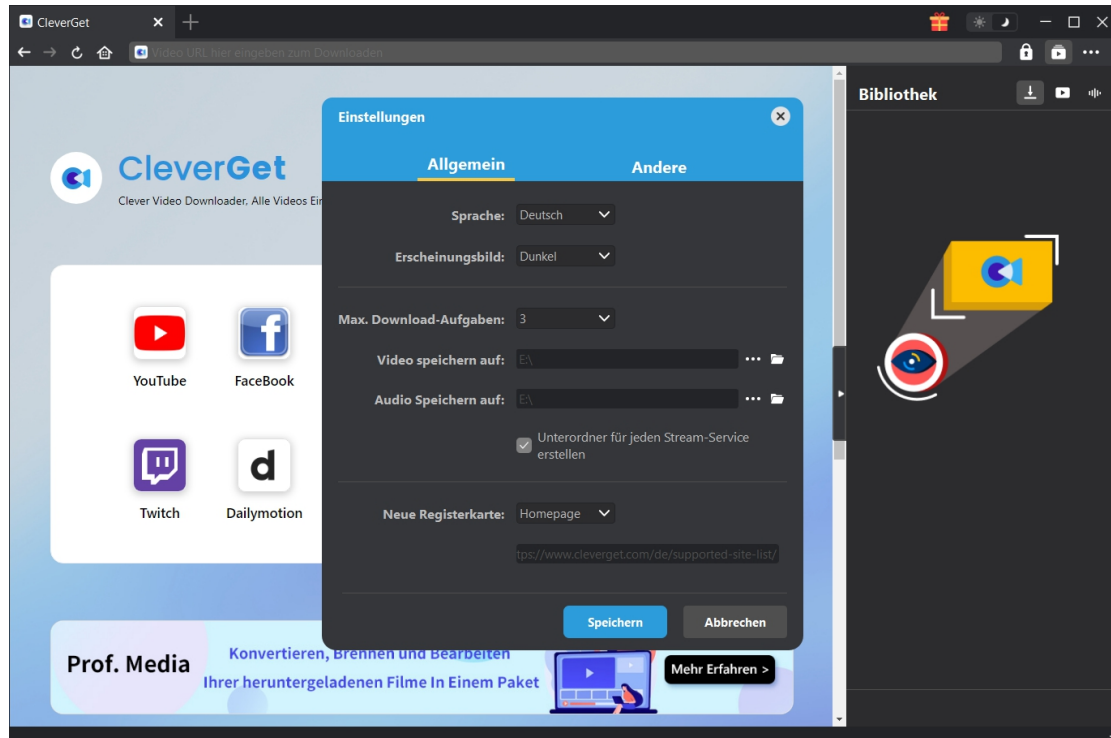 CleverGet
Video URL hier eingeben zum Downloaden
Bibliothek
Einstellungen
Allgemein
Andere
CleverGet
Clever Video Downloader. Alle Videos Ein
Sprache: Deutsch
Erscheinungsbild: Dunkel
Max. Download-Aufgaben: 3
Video speichern auf: E:\
Audio Speichern auf: E:\
Unterordner für jeden Stream-Service
erstellen
Neue Registerkarte: Homepage
tps://www.cleverget.com/de/supported-site-list/
Speichern
Abbrechen
YouTube
FaceBook
Twitch
Dailymotion
Prof. Media
Konvertieren, Brennen und Bearbeiten
Ihrer heruntergeladenen Filme In Einem Paket
Mehr Erfahren >